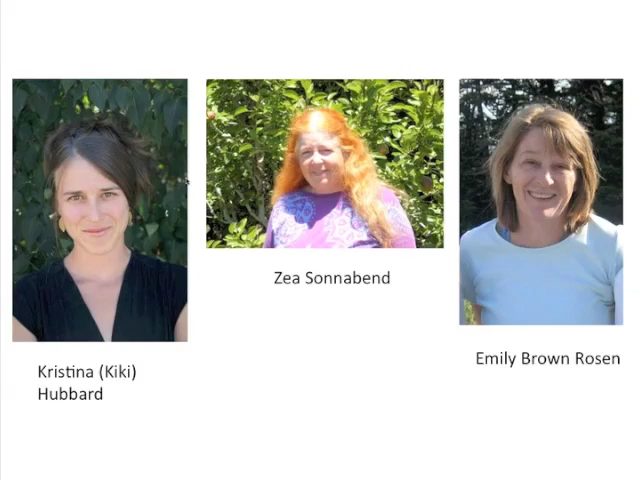 Kristina (Kiki)
Hubbard
Zea Sonnabend
Emily Brown Rosen